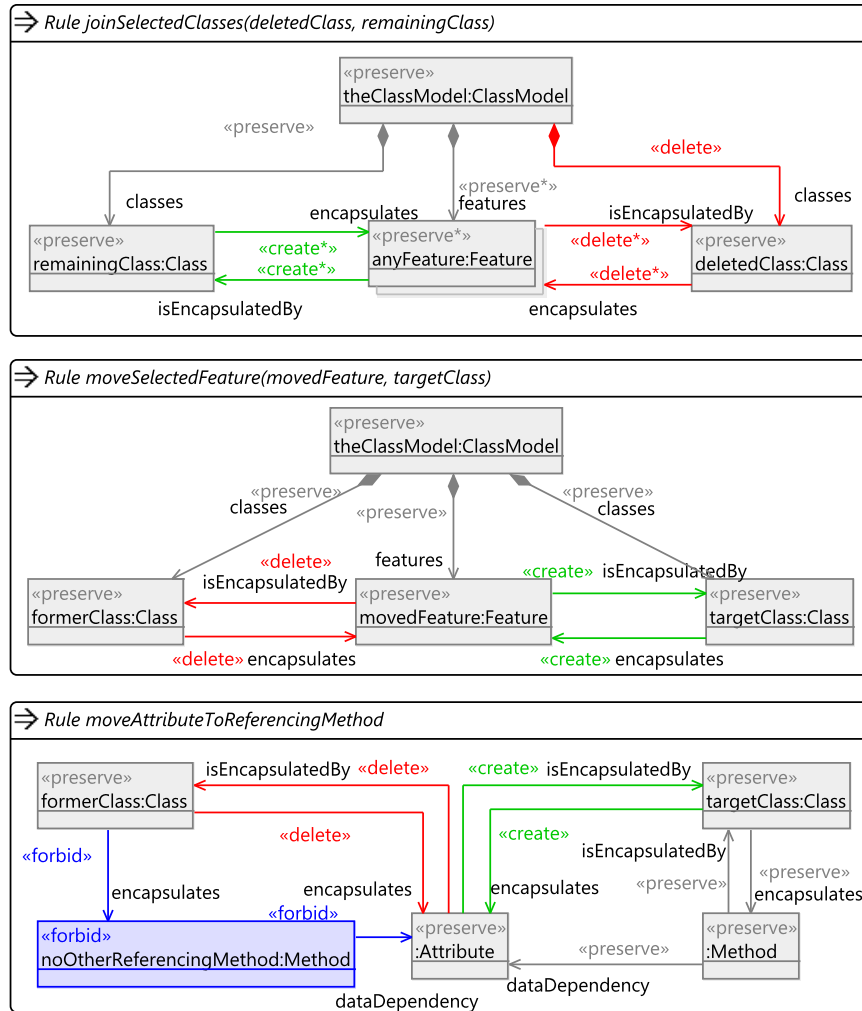 Rule joinSelectedClasses(deletedClass, remainingClass)
«preserve»
theClassModel:ClassModel
«preserve»
«delete»
classes
«preserve*»
features
classes
encapsulates
isEncapsulatedBy
«preserve»
remainingClass:Class
«create*»
«create*»
«preserve*»
anyFeature:Feature
«delete*»
«delete*»
«preserve»
deletedClass:Class
isEncapsulatedBy
encapsulates
Rule moveSelectedFeature(movedFeature, targetClass)
«preserve»
theClassModel:ClassModel
«preserve»
classes
«preserve»
«preserve»
classes
features
«delete»
isEncapsulatedBy
«create» isEncapsulatedBy
«preserve»
formerClass:Class
«preserve»
movedFeature:Feature
«preserve»
targetClass:Class
«delete» encapsulates
«create» encapsulates
Rule moveAttributeToReferencingMethod
«preserve»
formerClass:Class
isEncapsulatedBy «delete»
«create» isEncapsulatedBy
«preserve»
targetClass:Class
«delete»
«create»
«forbid»
isEncapsulatedBy
encapsulates
encapsulates
encapsulates
«preserve»
«preserve»
encapsulates
«forbid»
«forbid»
noOtherReferencingMethod:Method
«preserve»
:Attribute
«preserve»
«preserve»
:Method
dataDependency
dataDependency